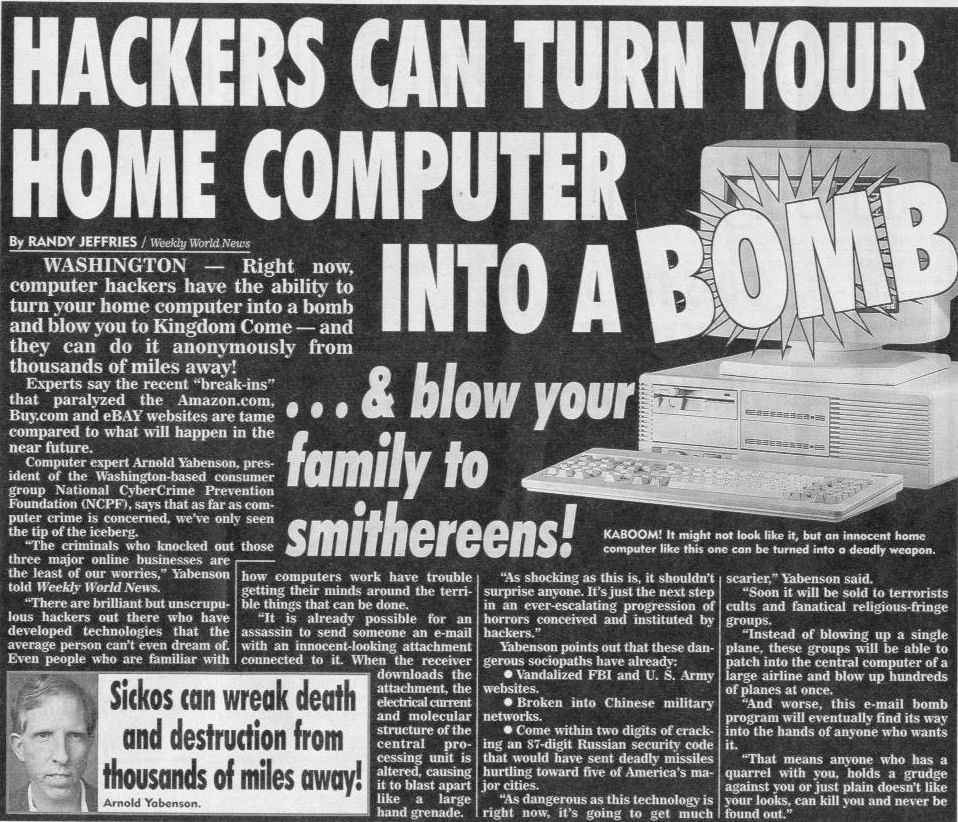 HACKERS CAN TURN YOUR
HOME COMPUTER
INTO A BOMB
. . . & blow your
family to
smithereens!
By RANDY JEFFRIES / Weekly World News
WASHINGTON — Right now,
computer hackers have the ability to
turn your home computer into a bomb
and blow you to Kingdom Come — and
they can do it anonymously from
thousands of miles away!
Experts say the recent “break-ins”
that paralyzed the Amazon.com,
Buy.com and eBAY websites are tame
compared to what will happen in the
near future.
Computer expert Arnold Yabenson, pres-
ident of the Washington-based consumer
group National CyberCrime Prevention
Foundation (NCPF), says that as far as com-
puter crime is concerned, we’ve only seen
the tip of the iceberg.
“The criminals who knocked out those
three major online businesses are
the least of our worries,” Yabenson
told Weekly World News.
“There are brilliant but unscrupu-
lous hackers out there who have
developed technologies that the
average person can’t even dream of.
Even people who are familiar with
how computers work have trouble
getting their minds around the terri-
ble things that can be done.
“It is already possible for an
assassin to send someone an e-mail
with an innocent-looking attachment
connected to it. When the receiver
downloads the
attachment, the
electrical current
and molecular
structure of the
central pro-
cessing unit is
altered, causing
it to blast apart
like a large
hand grenade.
“As shocking as this is, it shouldn’t
surprise anyone. It’s just the next step
in an ever-escalating progression of
horrors conceived and instituted by
hackers.”
Yabenson points out that these dan-
gerous sociopaths have already:
● Vandalized FBI and U. S. Army
websites.
● Broken into Chinese military
networks.
● Come within two digits of crack-
ing an 87-digit Russian security code
that would have sent deadly missiles
hurtling toward five of America’s ma-
jor cities.
“As dangerous as this technology is
right now, it’s going to get much
scarier,” Yabenson said.
“Soon it will be sold to terrorists
cults and fanatical religious-fringe
groups.
“Instead of blowing up a single
plane, these groups will be able to
patch into the central computer of a
large airline and blow up hundreds
of planes at once.
“And worse, this e-mail bomb
program will eventually find its way
into the hands of anyone who wants
it.
“That means anyone who has a
quarrel with you, holds a grudge
against you or just plain doesn’t like
your looks, can kill you and never be
found out.”
KABOOM! It might not look like it, but an innocent home
computer like this one can be turned into a deadly weapon.
Sickos can wreak death
and destruction from
thousands of miles away!
Arnold Yabenson.